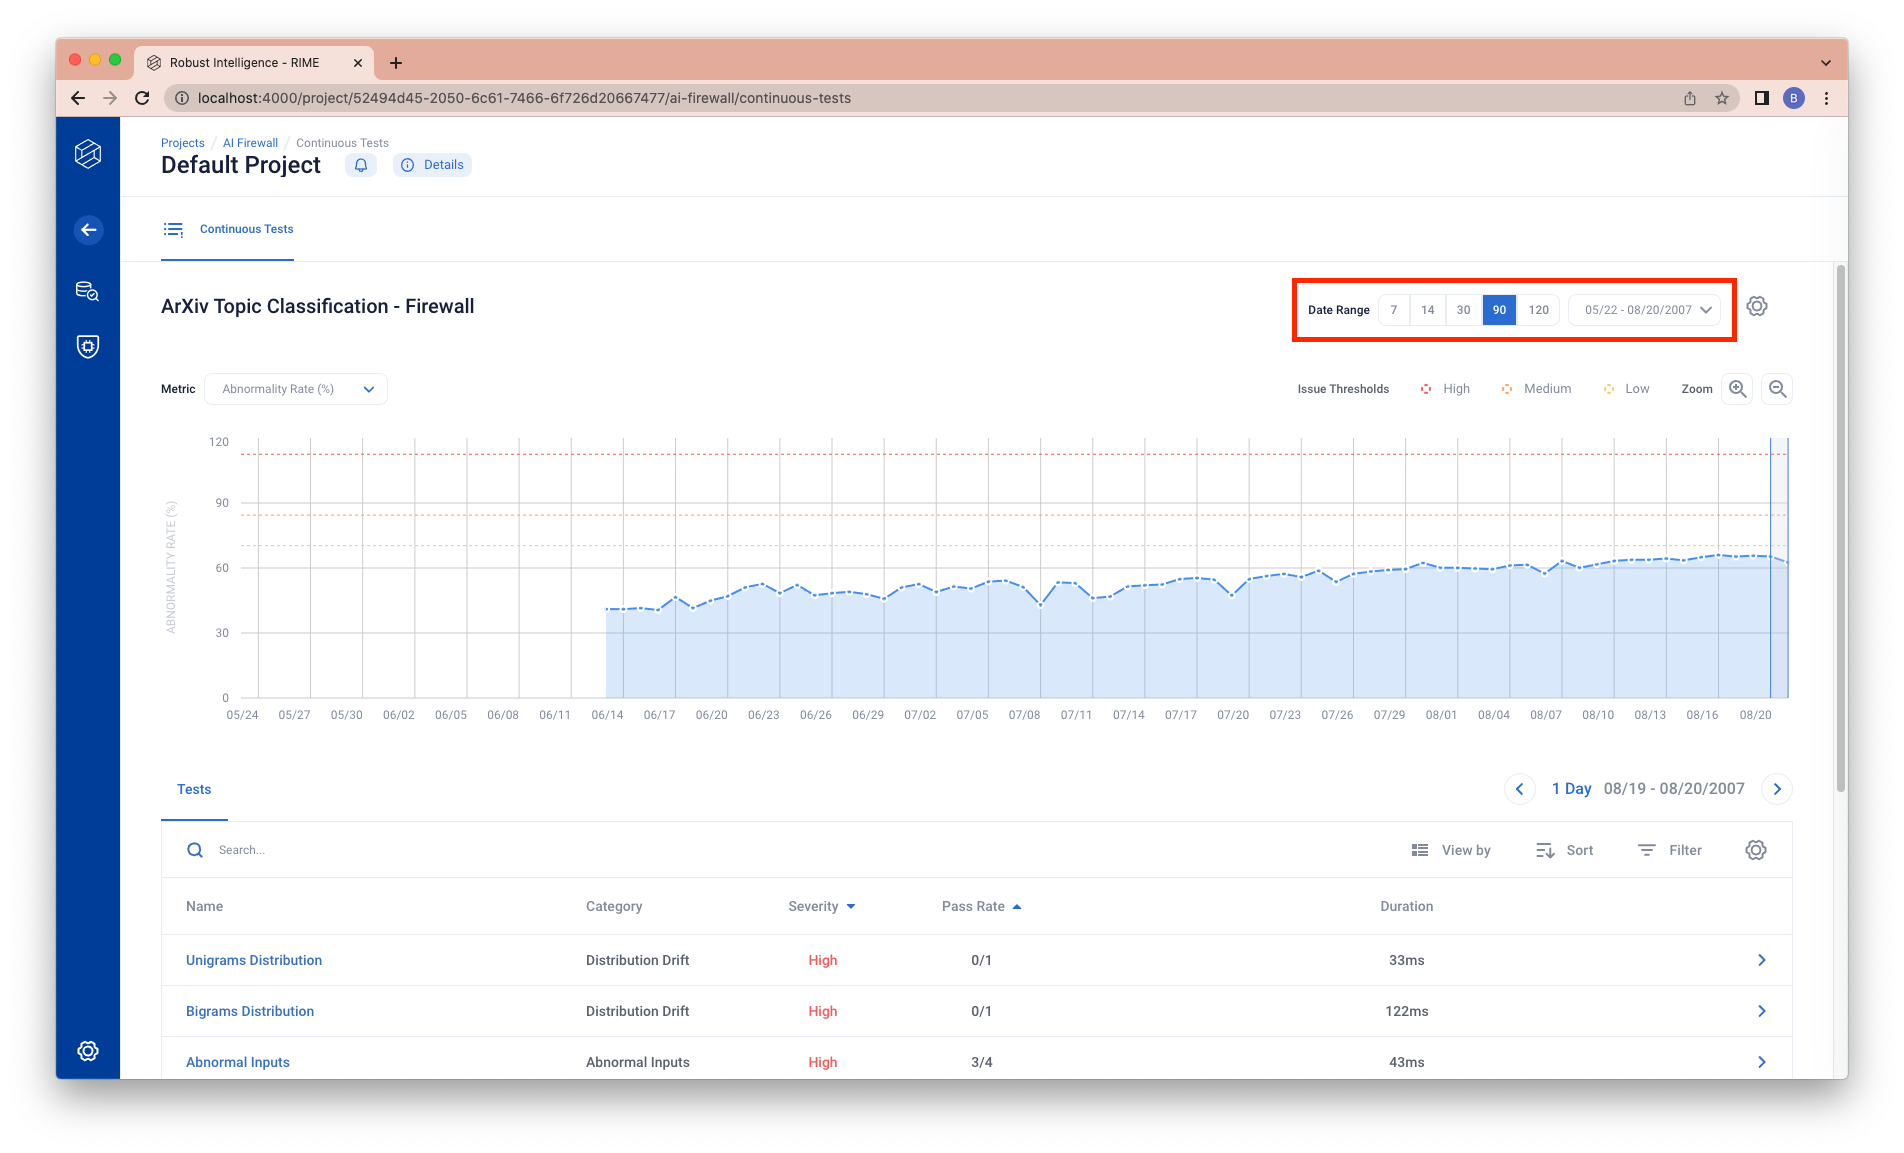 Robust Intelligence - RIME
localhost:4000/project/52494d45-2050-6c61-7466-6f726d20667477/ai-firewall/continuous-tests
B
Projects / AI Firewall / Continuous Tests
Default Project
Details
Continuous Tests
ArXiv Topic Classification - Firewall
Date Range 7 14 30 90 120 05/22 - 08/20/2007
Metric Abnormality Rate (%)
Issue Thresholds High Medium Low Zoom
ABNORMALITY RATE (%)
120
90
60
30
0
05/24 05/27 05/30 06/02 06/05 06/08 06/11 06/14 06/17 06/20 06/23 06/26 06/29 07/02 07/05 07/08 07/11 07/14 07/17 07/20 07/23 07/26 07/29 08/01 08/04 08/07 08/10 08/13 08/16 08/20
Tests
1 Day 08/19 - 08/20/2007
Search...
View by Sort Filter
Name Category Severity Pass Rate Duration
Unigrams Distribution Distribution Drift High 0/1 33ms
Bigrams Distribution Distribution Drift High 0/1 122ms
Abnormal Inputs Abnormal Inputs High 3/4 43ms